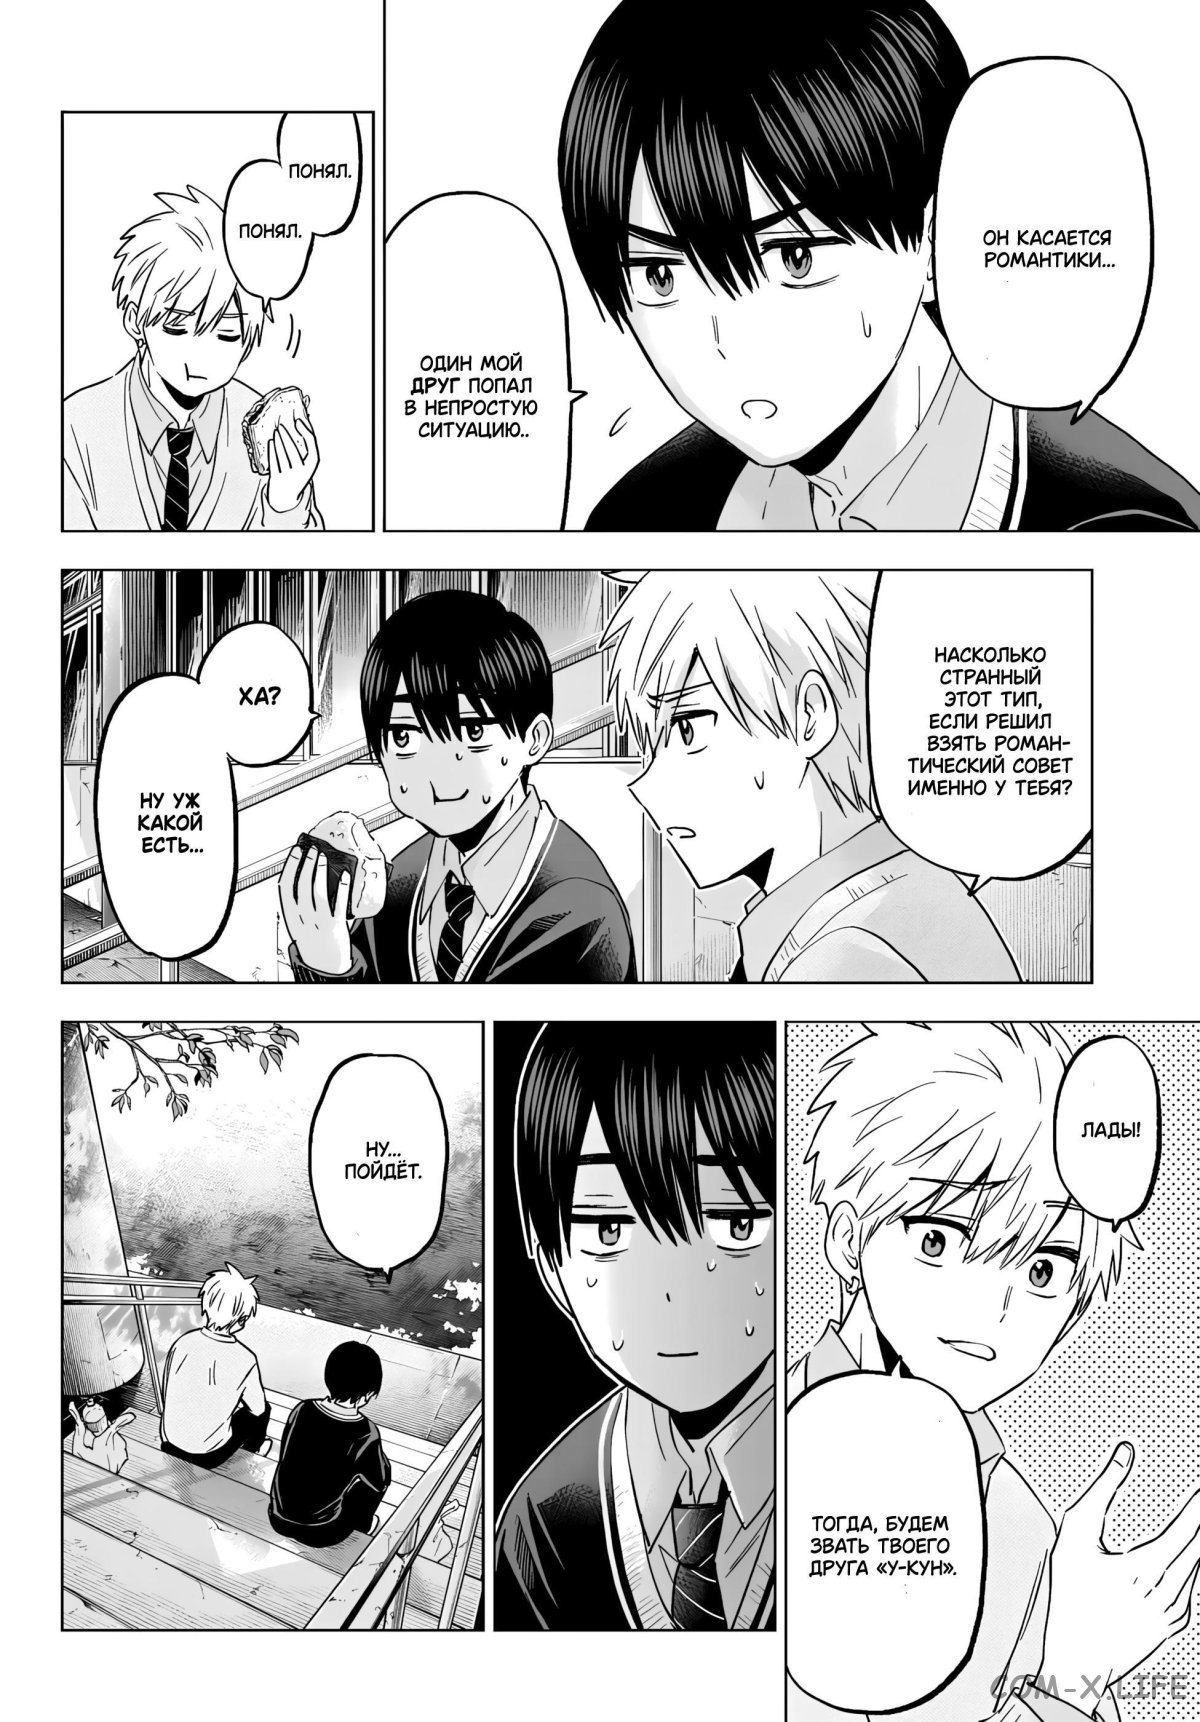 ОН КАСАЕТСЯ
РОМАНТИКИ...
ОДИН МОЙ
ДРУГ ПОПАЛ
В НЕПРОСТУЮ
СИТУАЦИЮ..
ПОНЯЛ.
ПОНЯЛ.
НАСКОЛЬКО
СТРАННЫЙ
ЭТОТ ТИП,
ЕСЛИ РЕШИЛ
ВЗЯТЬ РОМАН-
ТИЧЕСКИЙ СОВЕТ
ИМЕННО У ТЕБЯ?
ХА?
НУ УЖ
КАКОЙ
ЕСТЬ...
ЛАДЫ!
ТОГДА, БУДЕМ
ЗВАТЬ ТВОЕГО
ДРУГА «У-КУН».
НУ...
ПОЙДЁТ.
COM-X.LIFE